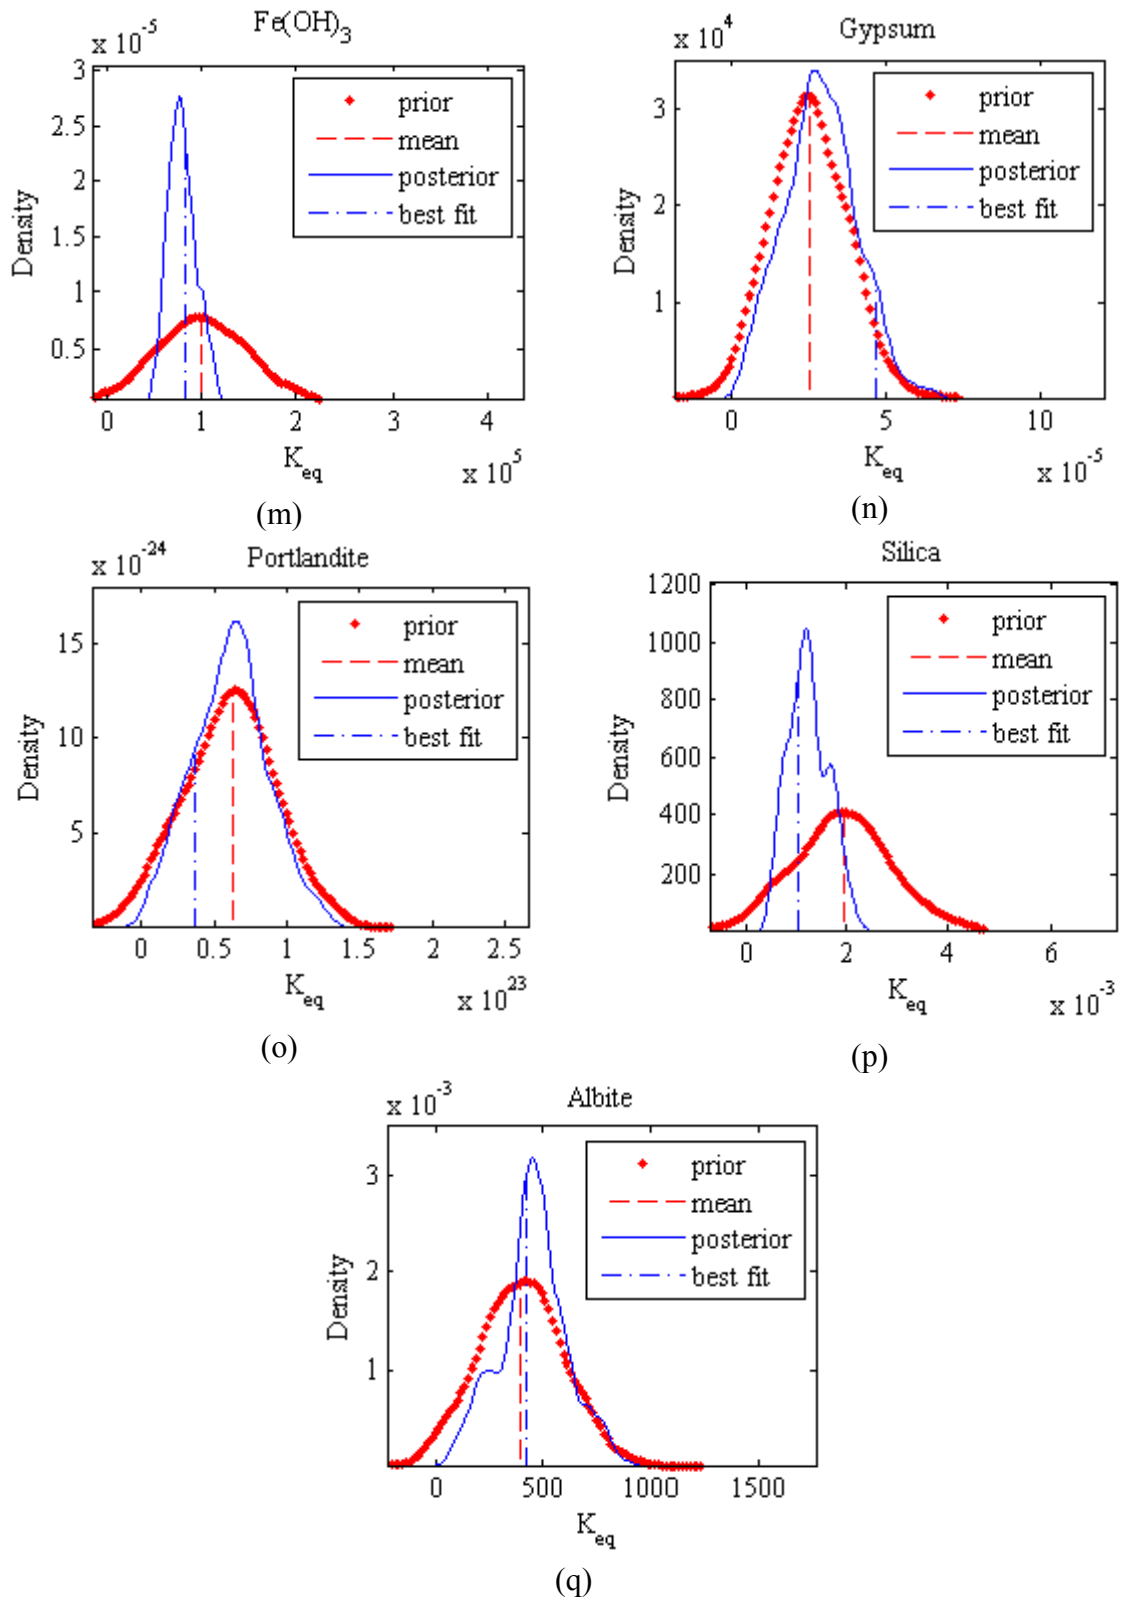 Fe(OH)3
x 10-5
3
2.5
2
1.5
1
0.5
Density
prior
mean
posterior
best fit
0 1 2 3 4
Keq
x 10^5
(m)
Gypsum
x 10^4
3
2
1
Density
prior
mean
posterior
best fit
0 5 10
Keq
x 10^-5
(n)
Portlandite
x 10^-24
15
10
5
Density
prior
mean
posterior
best fit
0 0.5 1 1.5 2 2.5
Keq
x 10^23
(o)
Silica
1200
1000
800
600
400
200
Density
prior
mean
posterior
best fit
0 2 4 6
Keq
x 10^-3
(p)
Albite
x 10^-3
3
2
1
Density
prior
mean
posterior
best fit
0 500 1000 1500
Keq
(q)